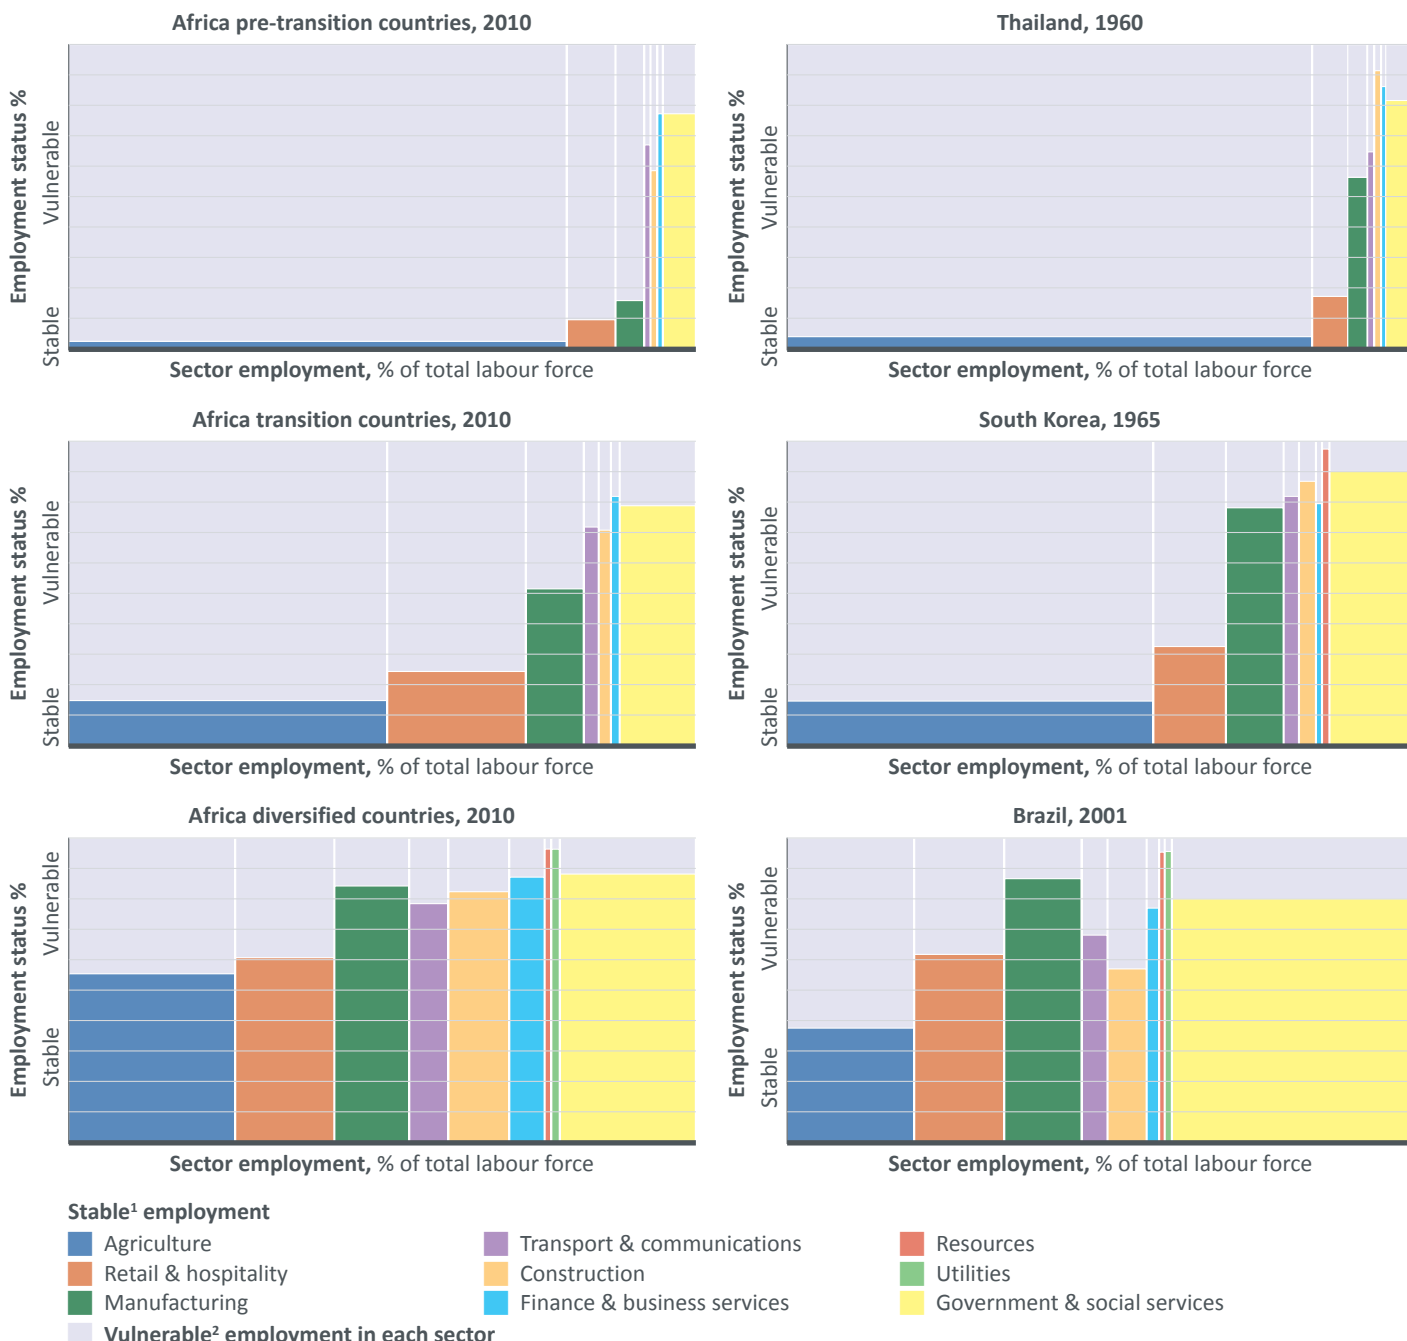 Africa pre-transition countries, 2010
Employment status %
Vulnerable
Stable
Sector employment, % of total labour force
Thailand, 1960
Employment status %
Vulnerable
Stable
Sector employment, % of total labour force
Africa transition countries, 2010
Employment status %
Vulnerable
Stable
Sector employment, % of total labour force
South Korea, 1965
Employment status %
Vulnerable
Stable
Sector employment, % of total labour force
Africa diversified countries, 2010
Employment status %
Vulnerable
Stable
Sector employment, % of total labour force
Brazil, 2001
Employment status %
Vulnerable
Stable
Sector employment, % of total labour force
Stable¹ employment
Agriculture
Retail & hospitality
Manufacturing
Vulnerable² employment in each sector
Transport & communications
Construction
Finance & business services
Resources
Utilities
Government & social services